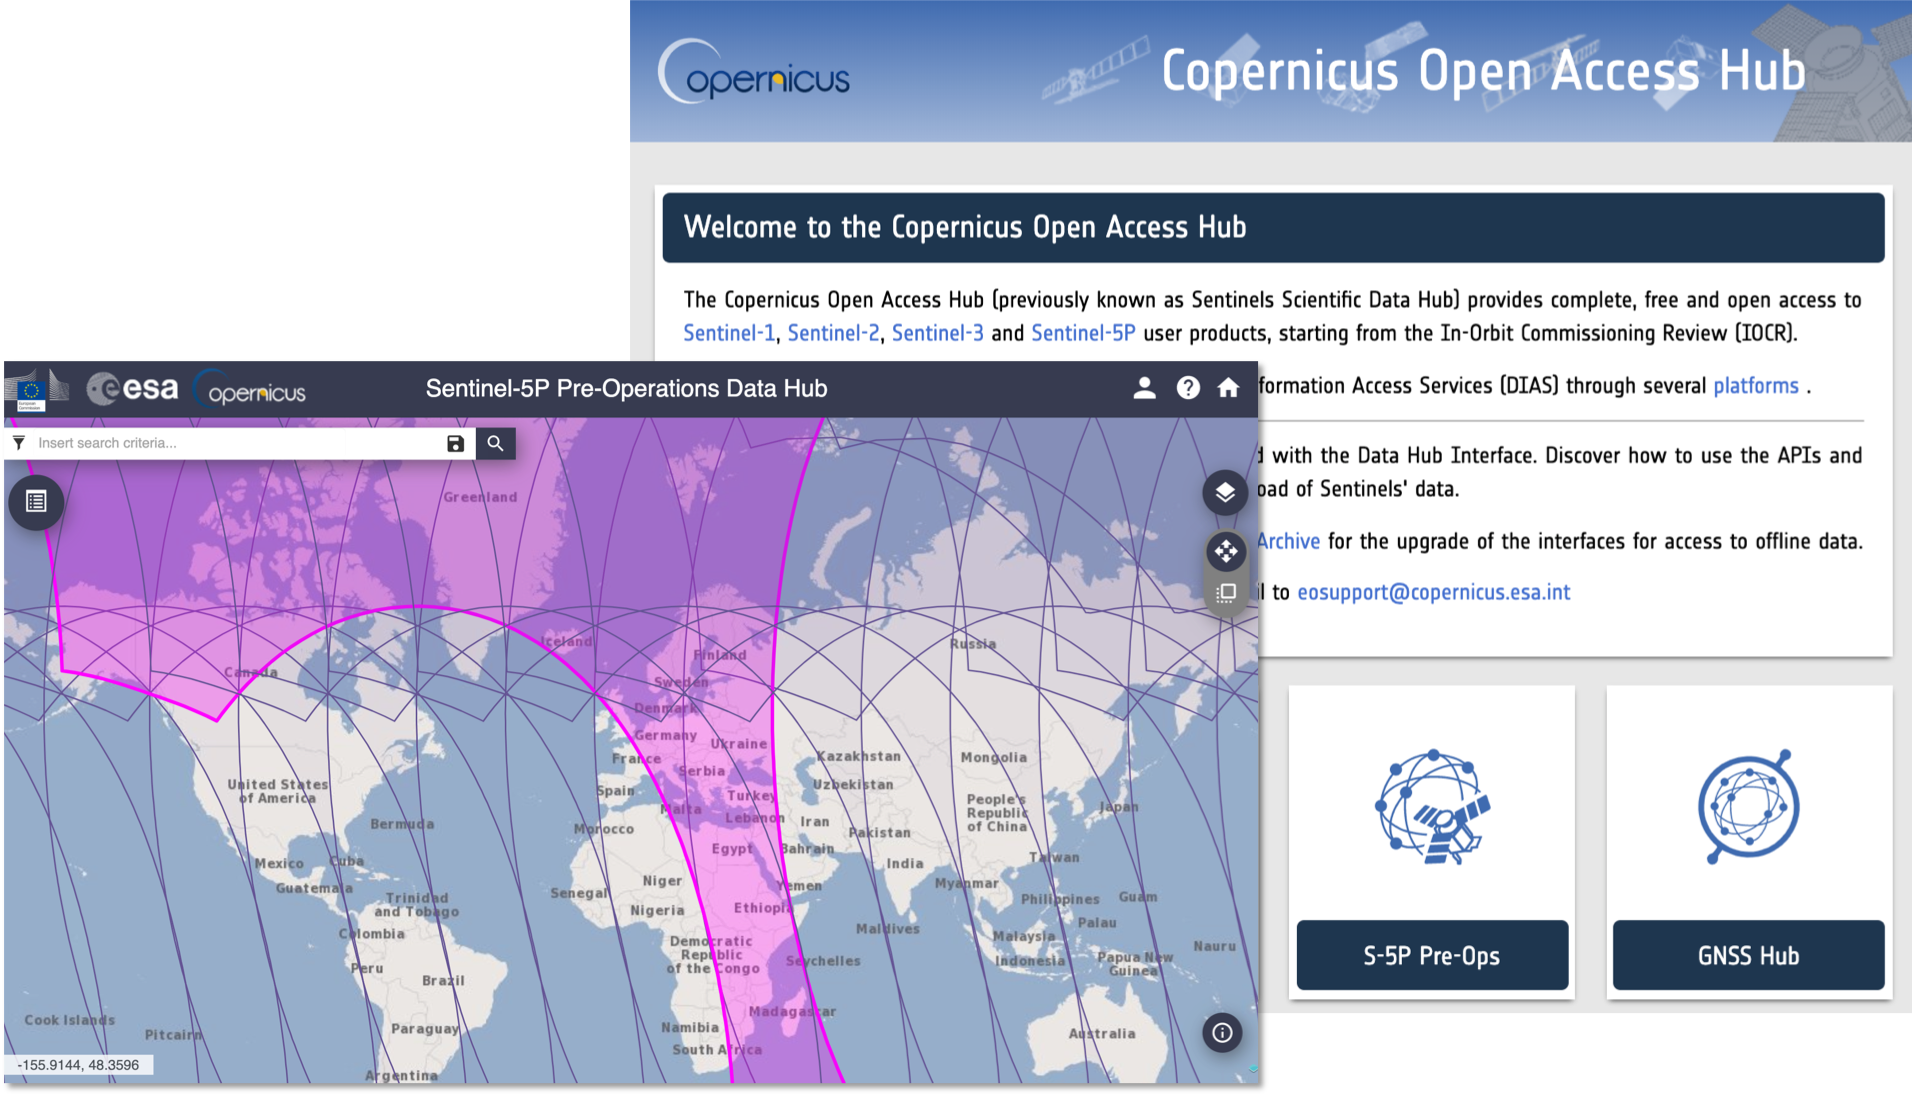 Copernicus
Copernicus Open Access Hub
Welcome to the Copernicus Open Access Hub
The Copernicus Open Access Hub (previously known as Sentinels Scientific Data Hub) provides complete, free and open access to
Sentinel-1, Sentinel-2, Sentinel-3 and Sentinel-5P user products, starting from the In-Orbit Commissioning Review (IOCR).
formation Access Services (DIAS) through several platforms .
with the Data Hub Interface. Discover how to use the APIs and
oad of Sentinels' data.
Archive for the upgrade of the interfaces for access to offline data.
l to eosupport@copernicus.esa.int
S-5P Pre-Ops
GNSS Hub
esa
Copernicus
Sentinel-5P Pre-Operations Data Hub
Insert search criteria...
Greenland
Iceland
Finland
Russia
Canada
Sweden
Denmark
Germany
Ukraine
France
Kazakhstan
Mongolia
Serbia
United States
of America
Spain
Turkey
Uzbekistan
People's
Republic
of China
Japan
Malta
Bermuda
Morocco
Lebanon
Iran
Pakistan
Egypt
Bahrain
Mexico
Cuba
India
Taiwan
Guatemala
Niger
Yemen
Myanmar
Senegal
Trinidad
and Tobago
Nigeria
Ethiopia
Philippines
Guam
Colombia
Maldives
Palau
Democratic
Republic
of the Congo
Malaysia
Nauru
Peru
Seychelles
Indonesia
Papua New
Guinea
Brazil
Cook Islands
Pitcairn
Paraguay
Madagascar
Namibia
Australia
South Africa
Argentina
-155.9144, 48.3596